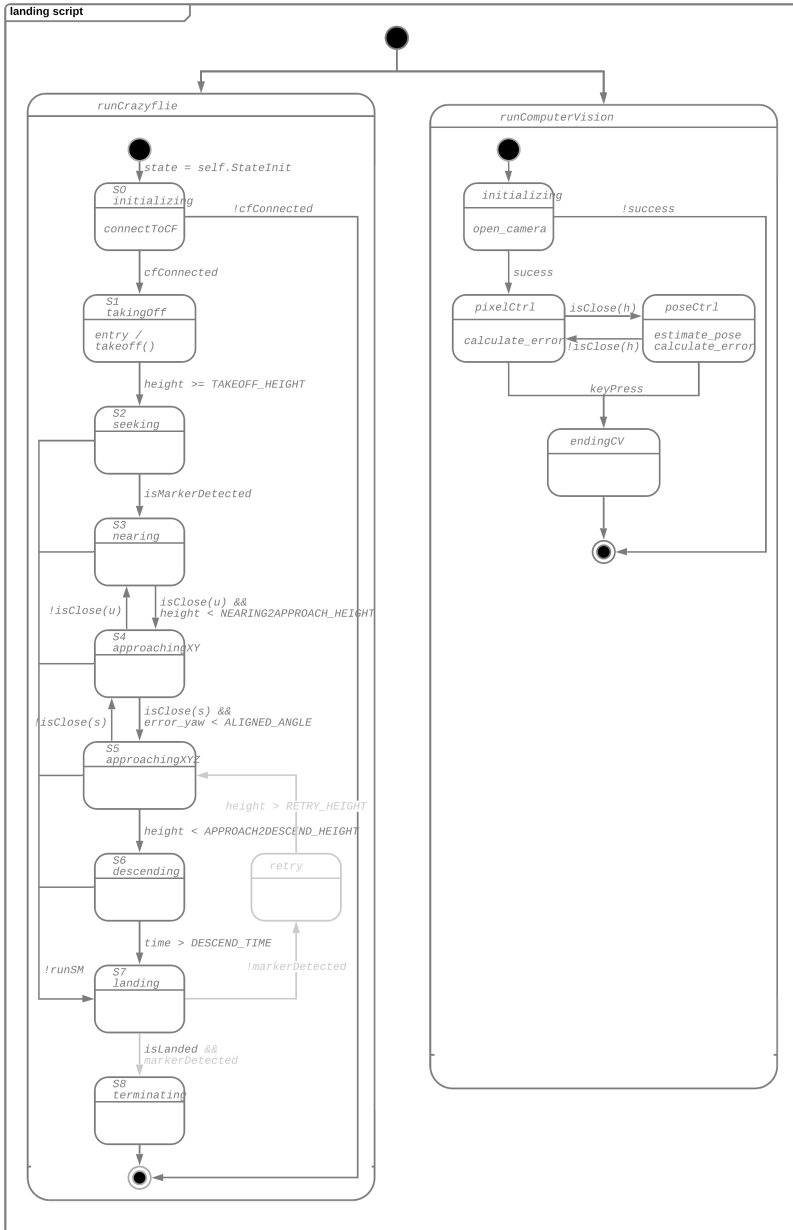 landing script
runCrazyflie
state = self.StateInit
S0
initializing
connectToCF
!cfConnected
cfConnected
S1
takingOff
entry /
takeoff()
height >= TAKEOFF_HEIGHT
S2
seeking
isMarkerDetected
S3
nearing
!isClose(u)
isClose(u) &&
height < NEARING2APPROACH_HEIGHT
S4
approachingXY
!isClose(s)
isClose(s) &&
error_yaw < ALIGNED_ANGLE
S5
approachingXYZ
height > RETRY_HEIGHT
height < APPROACH2DESCEND_HEIGHT
S6
descending
retry
time > DESCEND_TIME
!markerDetected
!runSM
S7
landing
isLanded &&
markerDetected
S8
terminating
runComputerVision
initializing
open_camera
!success
sucess
pixelCtrl
calculate_error
isClose(h)
!isClose(h)
poseCtrl
estimate_pose
calculate_error
keyPress
endingCV